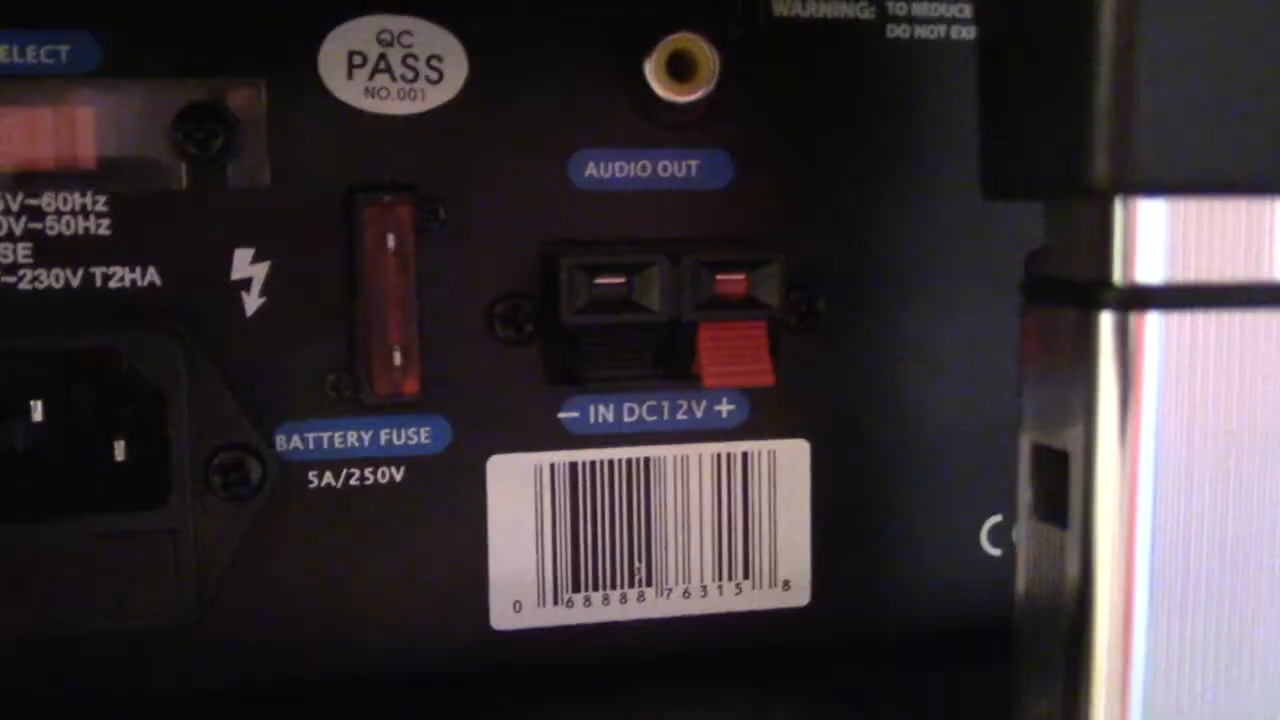 ELECT
QC
PASS
NO.001
WARNING: TO REDUCE
DO NOT
AUDIO OUT
V~60Hz
0V~50Hz
SE
~230V T2HA
− IN DC12V +
BATTERY FUSE
5A/250V
0 68888 76315 8